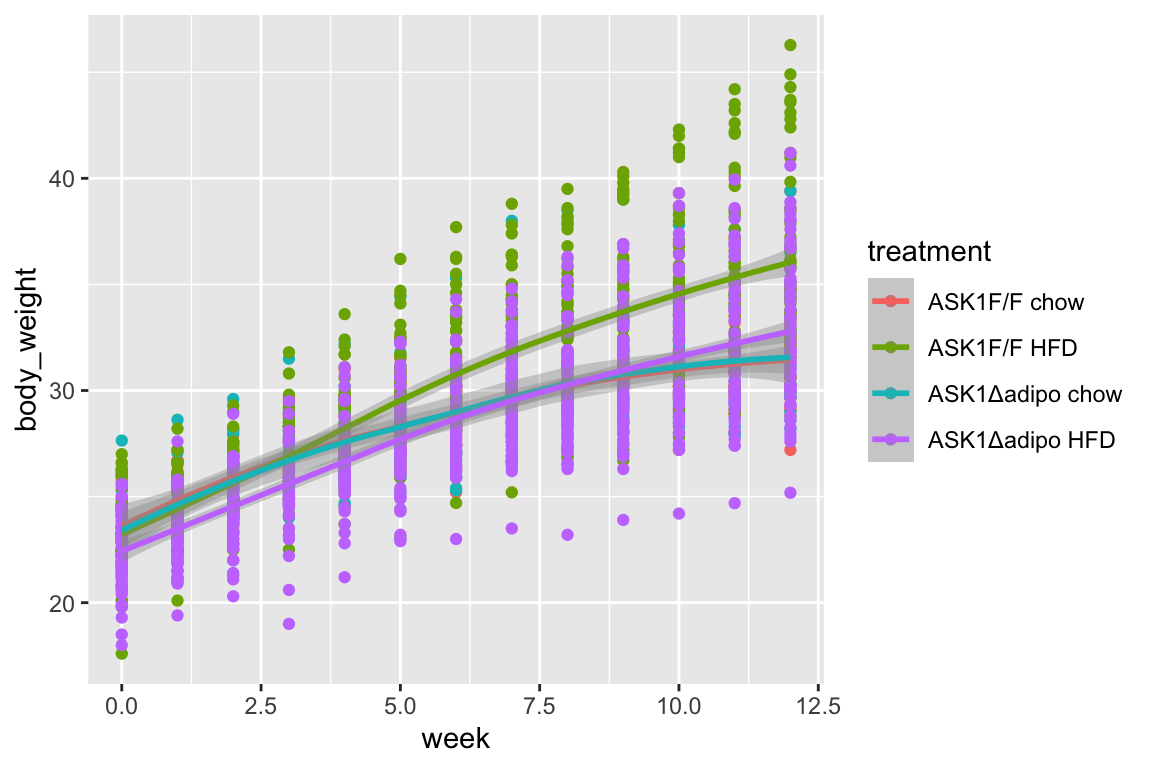 body_weight
40
30
20
0.0
2.5
5.0
7.5
10.0
12.5
week
treatment
ASK1F/F chow
ASK1F/F HFD
ASK1Δadipo chow
ASK1Δadipo HFD